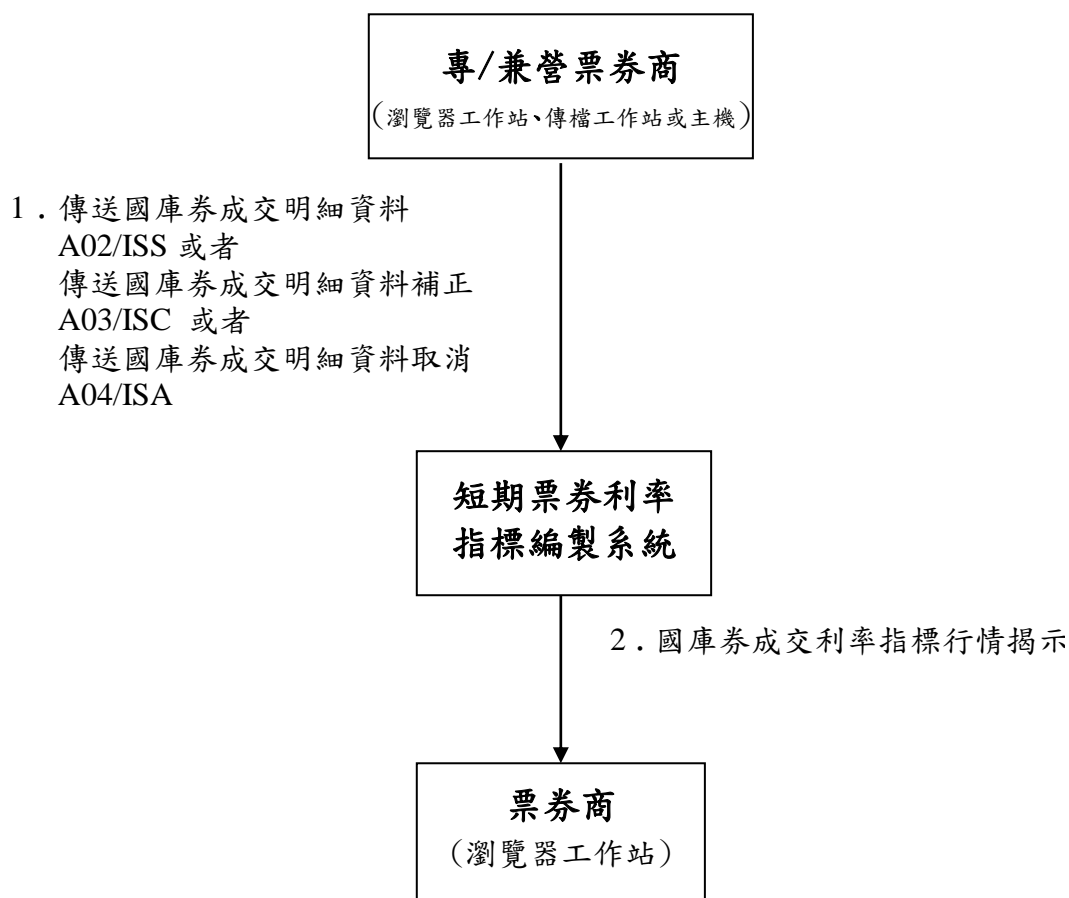 專/兼營票券商
（瀏覽器工作站、傳檔工作站或主機）
1．傳送國庫券成交明細資料
A02/ISS 或者
傳送國庫券成交明細資料補正
A03/ISC 或者
傳送國庫券成交明細資料取消
A04/ISA
短期票券利率
指標編製系統
2．國庫券成交利率指標行情揭示
票券商
（瀏覽器工作站）